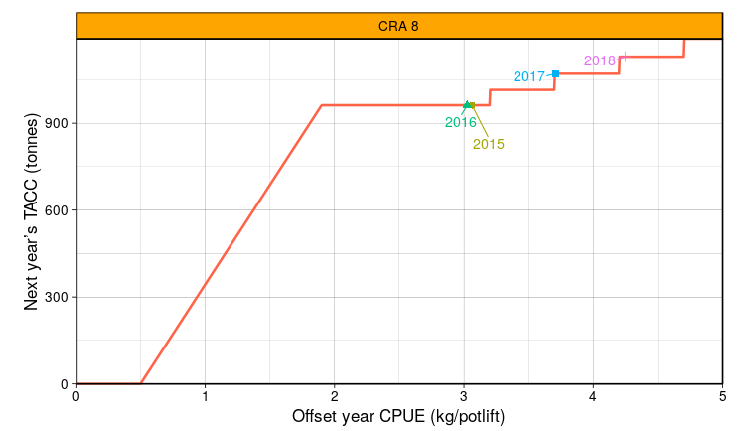 CRA 8
Next year's TACC (tonnes)
900
600
300
0
2018
2017
2016
2015
0 1 2 3 4 5
Offset year CPUE (kg/potlift)